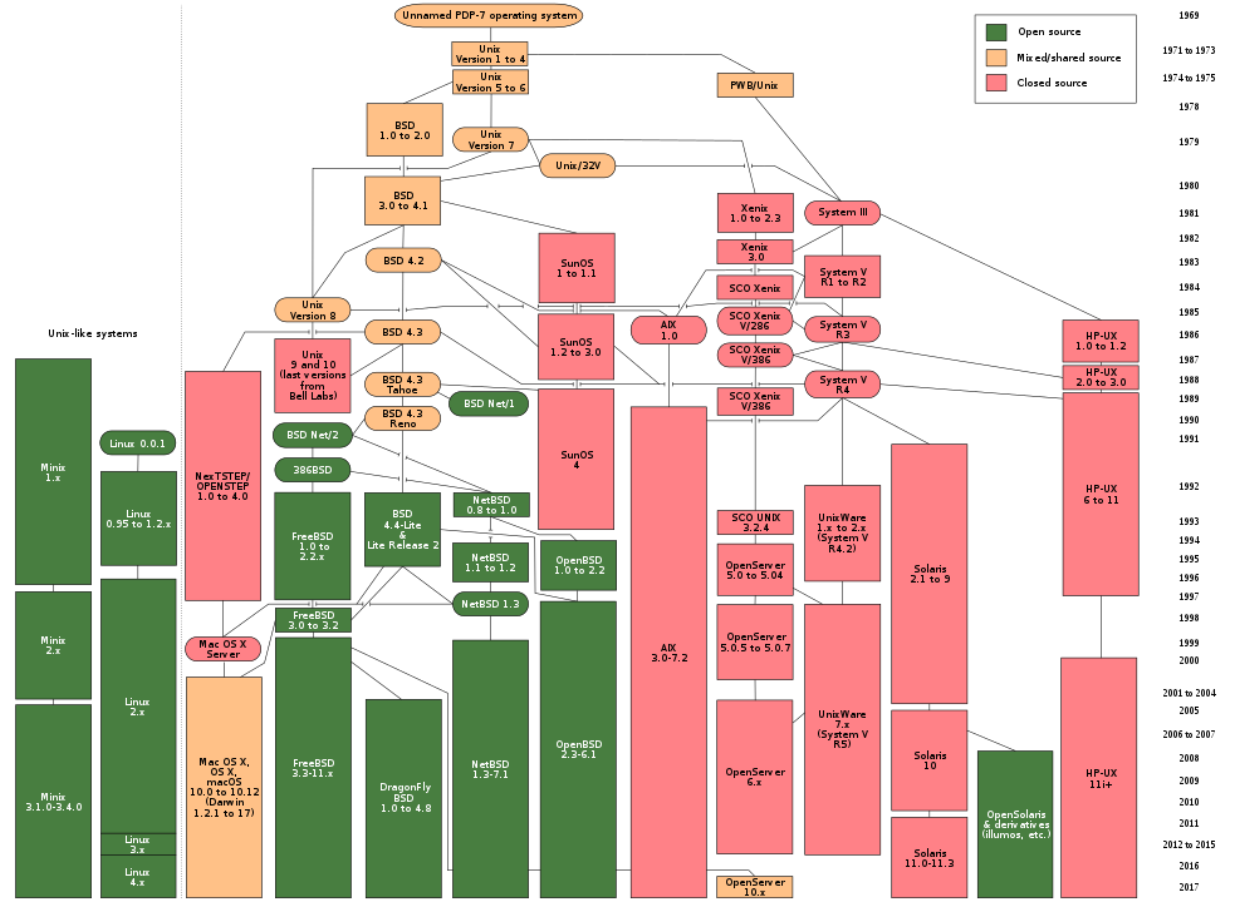 Unnamed PDP-7 operating system
1969
Open source
Mixed/shared source
Closed source
Unix
Version 1 to 4
1971 to 1973
Unix
Version 5 to 6
PWB/Unix
1974 to 1975
BSD
1.0 to 2.0
1978
Unix
Version 7
1979
Unix/32V
BSD
3.0 to 4.1
1980
Xenix
1.0 to 2.3
System III
1981
Xenix
3.0
1982
BSD 4.2
SunOS
1 to 1.1
System V
R1 to R2
1983
SCO Xenix
1984
Unix
Version 8
SCO Xenix
V/286
1985
Unix-like systems
BSD 4.3
SunOS
1.2 to 3.0
AIX
1.0
System V
R3
HP-UX
1.0 to 1.2
1986
Unix
9 and 10
(last versions
from
Bell Labs)
SCO Xenix
V/386
1987
BSD 4.3
Tahoe
System V
R4
HP-UX
2.0 to 3.0
1988
BSD Net/1
SCO Xenix
V/386
1989
BSD 4.3
Reno
1990
Linux 0.0.1
BSD Net/2
1991
Minix
1.x
NexTSTEP/
OPENSTEP
1.0 to 4.0
386BSD
SunOS
4
HP-UX
6 to 11
1992
Linux
0.95 to 1.2.x
FreeBSD
1.0 to
2.2.x
BSD
4.4-Lite
&
Lite Release 2
NetBSD
0.8 to 1.0
SCO UNIX
3.2.4
UnixWare
1.x to 2.x
(System V
R4.2)
1993
1994
NetBSD
1.1 to 1.2
OpenBSD
1.0 to 2.2
OpenServer
5.0 to 5.04
Solaris
2.1 to 9
1995
1996
NetBSD 1.3
1997
FreeBSD
3.0 to 3.2
1998
Minix
2.x
Mac OS X
Server
AIX
3.0-7.2
OpenServer
5.0.5 to 5.0.7
1999
2000
Linux
2.x
2001 to 2004
2005
UnixWare
7.x
(System V
R5)
2006 to 2007
Mac OS X,
OS X,
macOS
10.0 to 10.12
(Darwin
1.2.1 to 17)
FreeBSD
3.3-11.x
NetBSD
1.3-7.1
OpenBSD
2.3-6.1
OpenServer
6.x
Solaris
10
HP-UX
11i+
2008
2009
Minix
3.1.0-3.4.0
DragonFly
BSD
1.0 to 4.8
2010
OpenSolaris
& derivatives
(illumos, etc.)
2011
Linux
3.x
2012 to 2015
Solaris
11.0-11.3
2016
Linux
4.x
OpenServer
10.x
2017